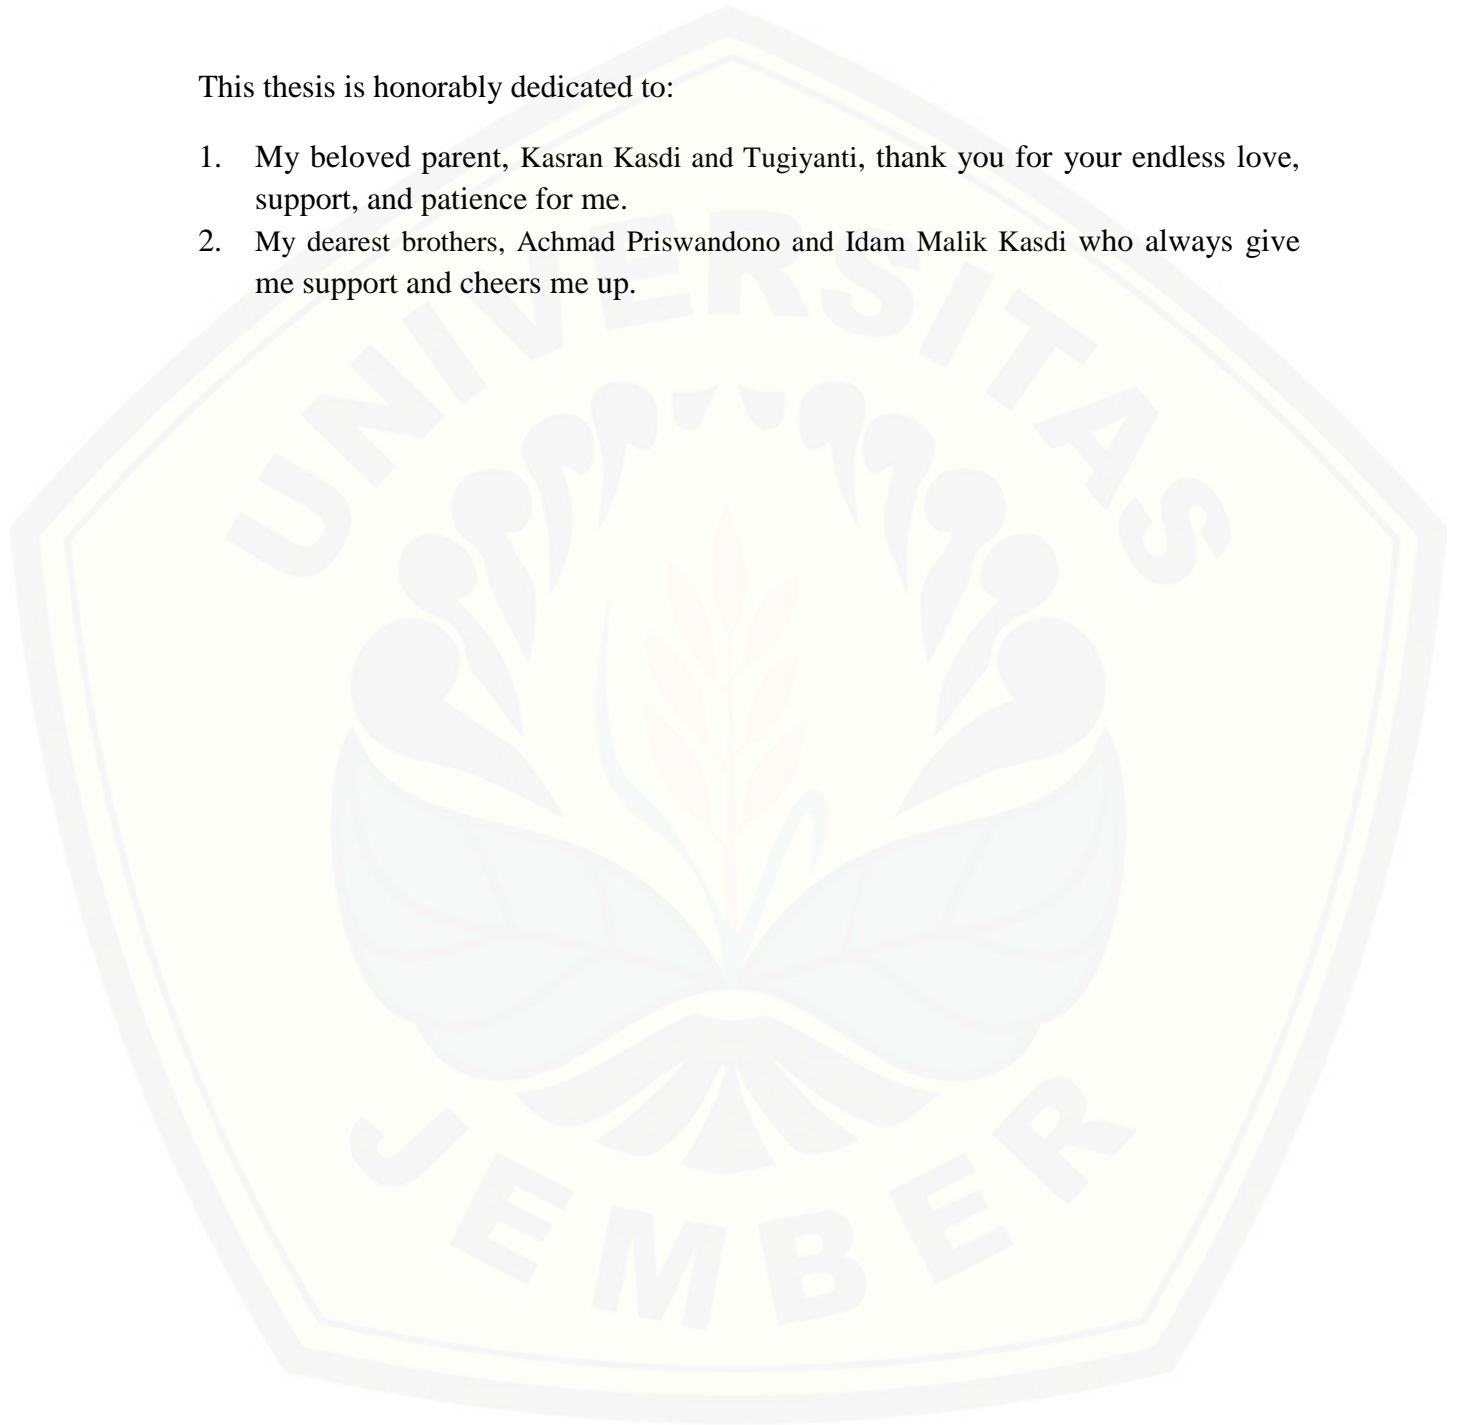 This thesis is honorably dedicated to:
1. My beloved parent, Kasran Kasdi and Tugiyanti, thank you for your endless love,
support, and patience for me.
2. My dearest brothers, Achmad Priswandono and Idam Malik Kasdi who always give
me support and cheers me up.
UNIVERSITAS
JEMBER